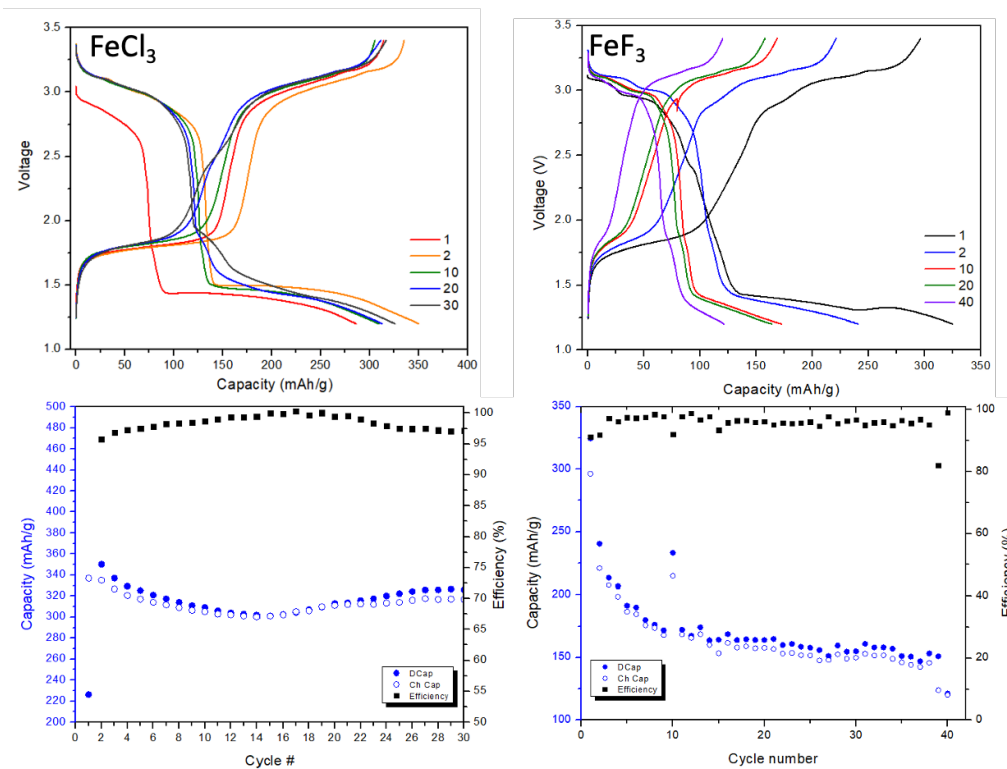 FeCl₃
3.5
3.0
2.5
2.0
1.5
1.0
Voltage
0 50 100 150 200 250 300 350 400
Capacity (mAh/g)
1
2
10
20
30
FeF₃
3.5
3.0
2.5
2.0
1.5
1.0
Voltage (V)
0 50 100 150 200 250 300 350
Capacity (mAh/g)
1
2
10
20
40
500
480
460
440
420
400
380
360
340
320
300
280
260
240
220
200
Capacity (mAh/g)
100
95
90
85
80
75
70
65
60
55
50
Efficiency (%)
DCap
Ch Cap
Efficiency
0 2 4 6 8 10 12 14 16 18 20 22 24 26 28 30
Cycle #
350
300
250
200
150
100
Capacity (mAh/g)
100
80
60
40
20
0
Efficiency (%)
DCap
Ch Cap
Efficiency
0 10 20 30 40
Cycle number